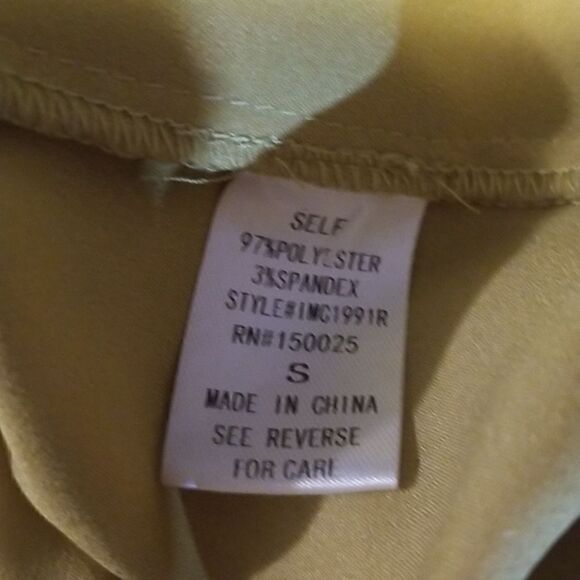 SELF
97%POLYESTER
3%SPANDEX
STYLE#IMC1991R
RN#150025
S
MADE IN CHINA
SEE REVERSE
FOR CARE